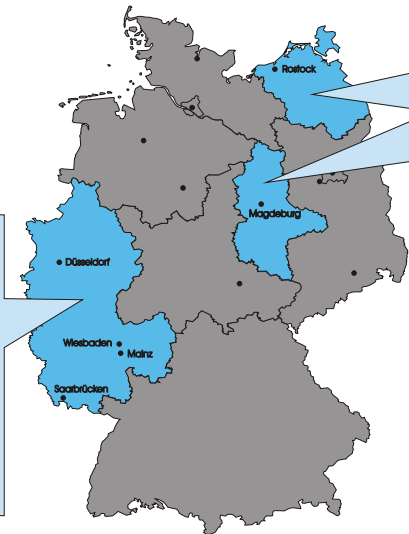 Rostock
Magdeburg
Düsseldorf
Wiesbaden
Mainz
Saarbrücken